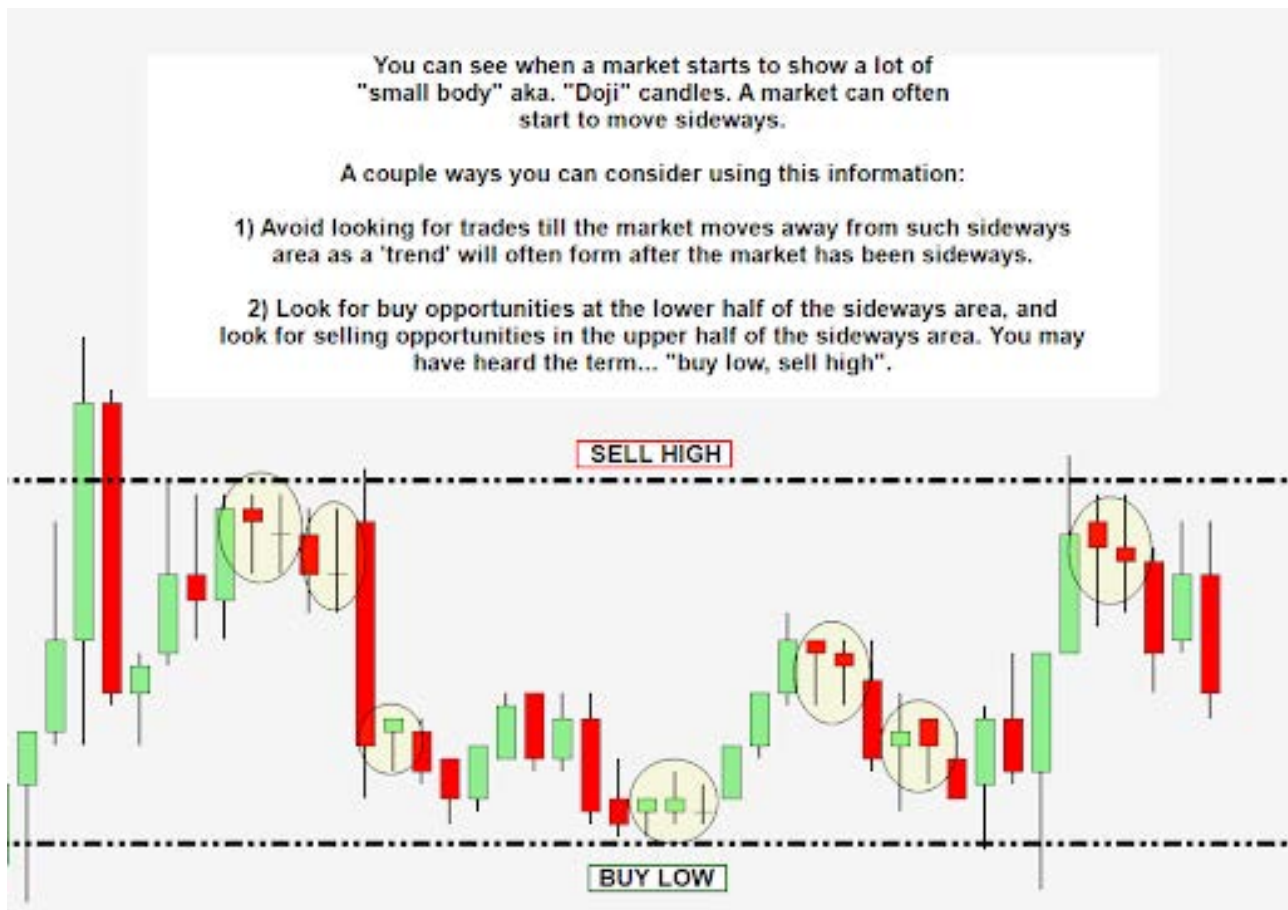 You can see when a market starts to show a lot of
"small body" aka. "Doji" candles. A market can often
start to move sideways.
A couple ways you can consider using this information:
1) Avoid looking for trades till the market moves away from such sideways
area as a 'trend' will often form after the market has been sideways.
2) Look for buy opportunities at the lower half of the sideways area, and
look for selling opportunities in the upper half of the sideways area. You may
have heard the term... "buy low, sell high".
SELL HIGH
BUY LOW